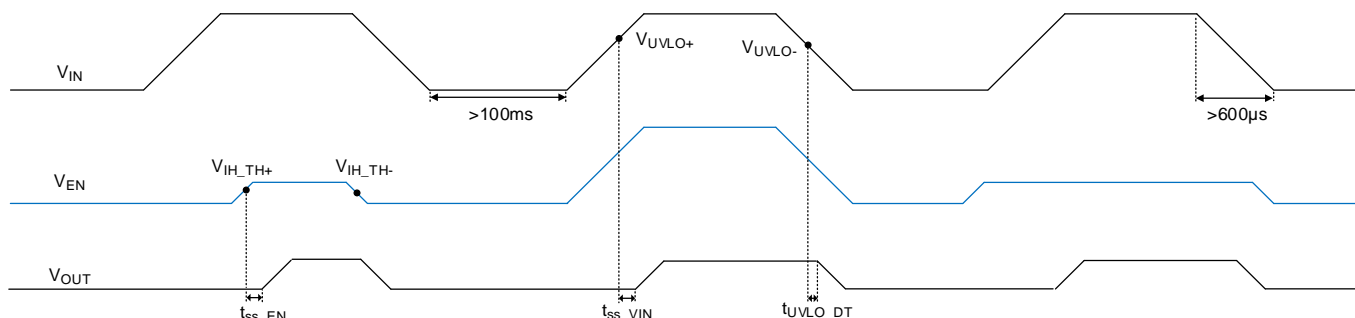 VUVLO+
VUVLO-
VIN
>100ms
>600µs
VIH_TH+
VIH_TH-
VEN
VOUT
tss_EN
tss_VIN
tUVLO_DT